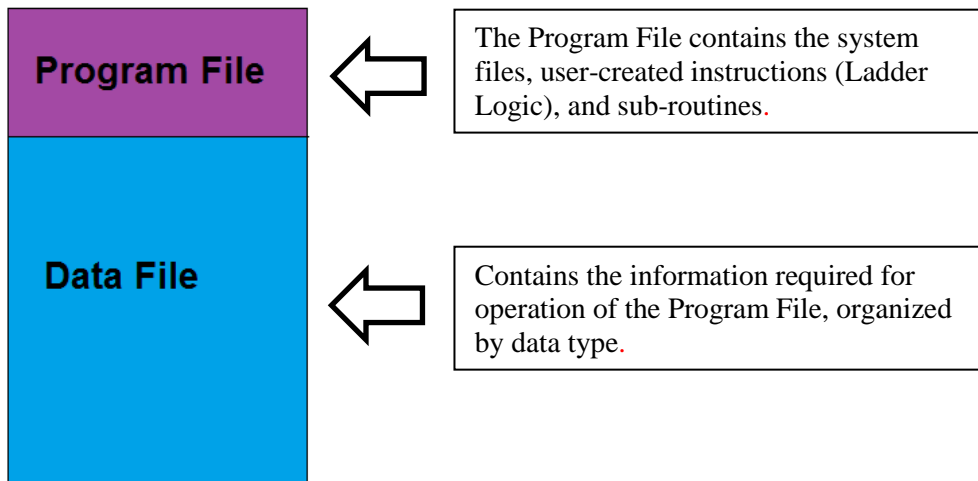 Program File
The Program File contains the system
files, user-created instructions (Ladder
Logic), and sub-routines.
Data File
Contains the information required for
operation of the Program File, organized
by data type.